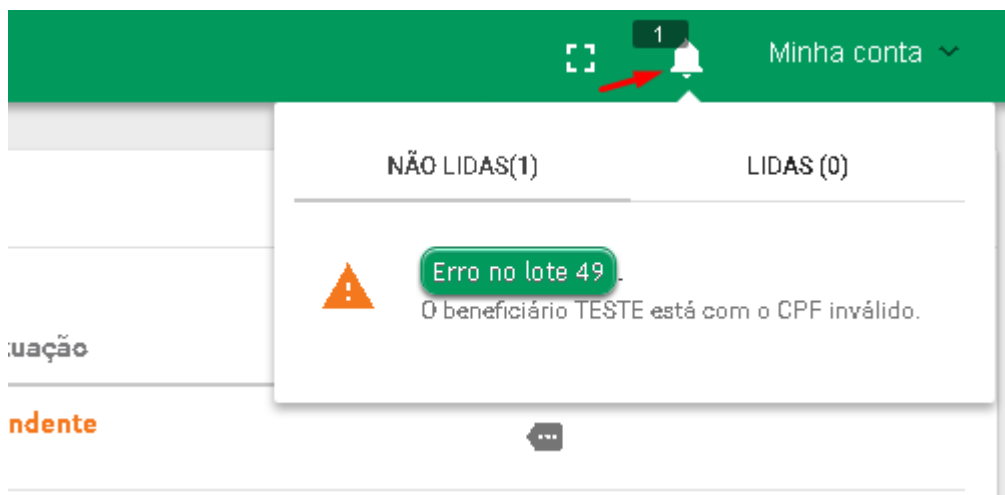 1
Minha conta
NÃO LIDAS(1)
LIDAS (0)
Erro no lote 49.
O beneficiário TESTE está com o CPF inválido.
tuação
ndente